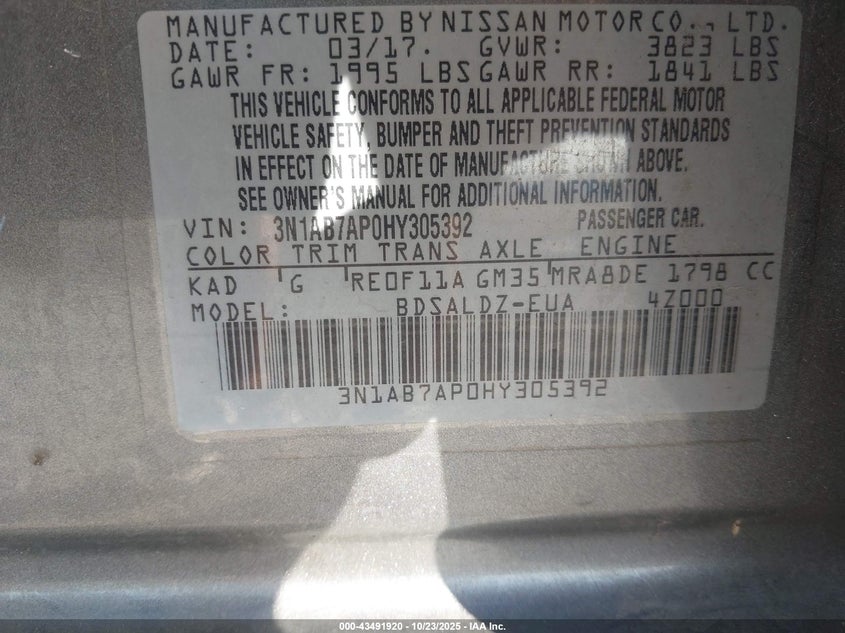 MANUFACTURED BY NISSAN MOTOR CO., LTD.
DATE: 03/17. GVWR: 3823 LBS
GAWR FR: 1995 LBS GAWR RR: 1841 LBS
THIS VEHICLE CONFORMS TO ALL APPLICABLE FEDERAL MOTOR
VEHICLE SAFETY, BUMPER AND THEFT PREVENTION STANDARDS
IN EFFECT ON THE DATE OF MANUFACTURE SHOWN ABOVE.
SEE OWNER'S MANUAL FOR ADDITIONAL INFORMATION.
VIN: 3N1AB7AP0HY305392 PASSENGER CAR.
COLOR TRIM TRANS AXLE ENGINE
KAD G RE0F11A GM35 MRA8DE 1798 CC
MODEL: BDSALDZ-EUA 4Z000
3N1AB7AP0HY305392
000-43491920 - 10/23/2025 - IAA Inc.